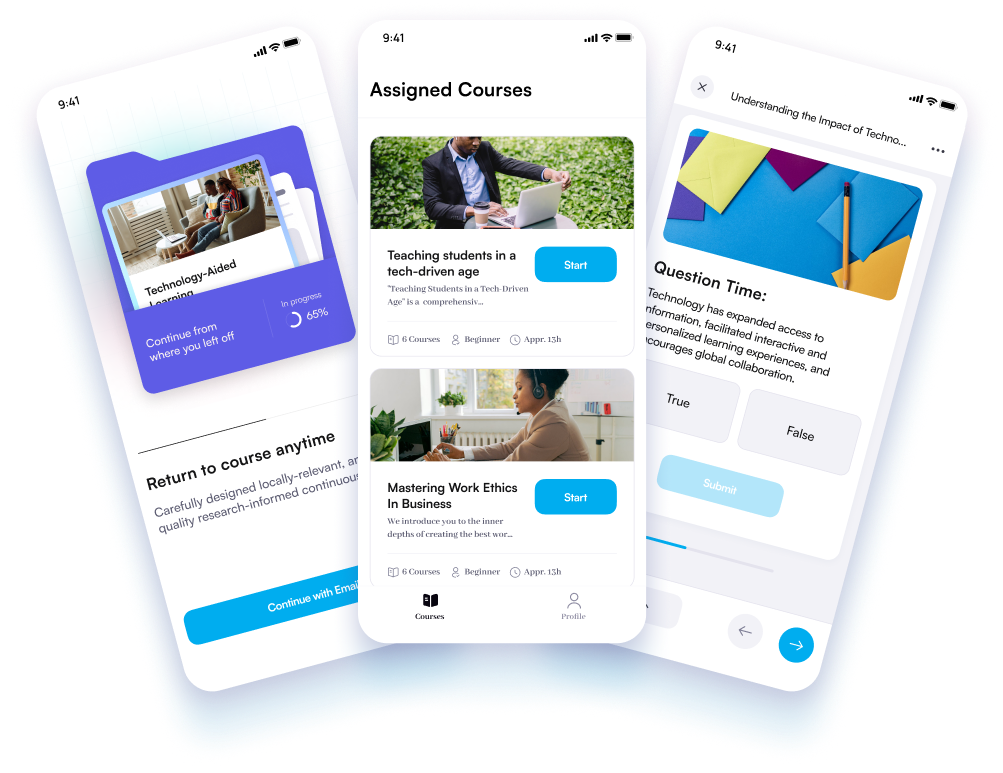 9:41
Technology-Aided
Learning
Continue from
where you left off
In progress
65%
Return to course anytime
Carefully designed locally-relevant,
quality research-informed
Continue with Email
9:41
Assigned Courses
Teaching students in a
tech-driven age
Start
"Teaching Students in a Tech-Driven
Age" is a comprehensiv...
6 Courses
Beginner
Appr. 13h
Mastering Work Ethics
In Business
Start
We introduce you to the inner
depths of creating the best wor...
6 Courses
Beginner
Appr. 13h
Courses
Profile
9:41
Understanding the Impact of Techno...
Question Time:
Technology has expanded access to
information, facilitated interactive and
personalized learning experiences, and
encourages global collaboration.
True
False
Submit